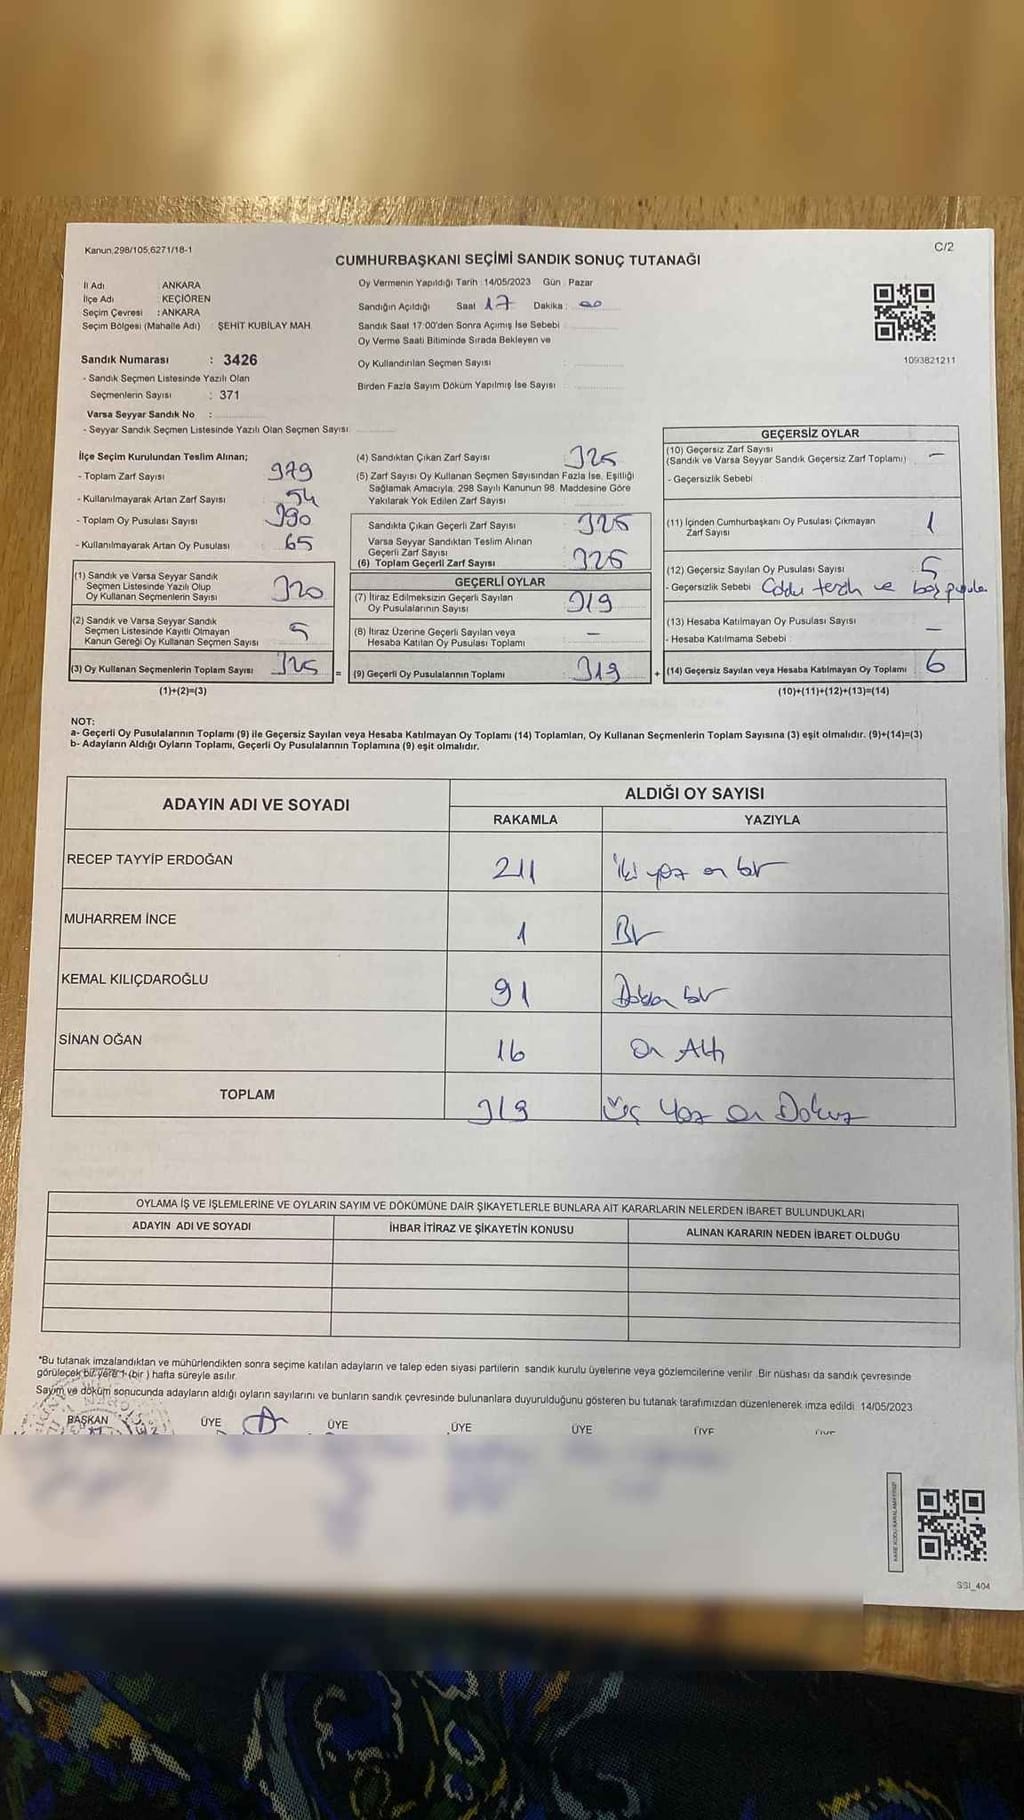 Kanun,298/105,6271/18-1
C/2
CUMHURBAŞKANI SEÇİMİ SANDIK SONUÇ TUTANAĞI
İl Adı : ANKARA
İlçe Adı : KEÇİÖREN
Seçim Çevresi : ANKARA
Seçim Bölgesi (Mahalle Adı) : ŞEHİT KUBİLAY MAH.
Oy Vermenin Yapıldığı Tarih :14/05/2023 Gün : Pazar
Sandığın Açıldığı Saat 17 Dakika : 00
Sandık Saat 17:00'den Sonra Açımış İse Sebebi :
Oy Verme Saati Bitiminde Sırada Bekleyen ve
Oy Kullandırılan Seçmen Sayısı :
Birden Fazla Sayım Döküm Yapılmış İse Sayısı :
1093821211
Sandık Numarası : 3426
- Sandık Seçmen Listesinde Yazılı Olan
Seçmenlerin Sayısı : 371
Varsa Seyyar Sandık No :
- Seyyar Sandık Seçmen Listesinde Yazılı Olan Seçmen Sayısı
İlçe Seçim Kurulundan Teslim Alınan;
- Toplam Zarf Sayısı : 379
- Kullanılmayarak Artan Zarf Sayısı : 54
- Toplam Oy Pusulası Sayısı : 390
- Kullanılmayarak Artan Oy Pusulası : 65
(1) Sandık ve Varsa Seyyar Sandık
Seçmen Listesinde Yazılı Olup
Oy Kullanan Seçmenlerin Sayısı 320
(2) Sandık ve Varsa Seyyar Sandık
Seçmen Listesinde Kayıtlı Olmayan
Kanun Gereği Oy Kullanan Seçmen Sayısı 5
(3) Oy Kullanan Seçmenlerin Toplam Sayısı 325 =
(1)+(2)=(3)
(4) Sandıktan Çıkan Zarf Sayısı 325
(5) Zarf Sayısı Oy Kullanan Seçmen Sayısından Fazla İse, Eşitliği
Sağlamak Amacıyla, 298 Sayılı Kanunun 98. Maddesine Göre
Yakılarak Yok Edilen Zarf Sayısı
Sandıkta Çıkan Geçerli Zarf Sayısı 325
Varsa Seyyar Sandıktan Teslim Alınan
Geçerli Zarf Sayısı
(6) Toplam Geçerli Zarf Sayısı 325
GEÇERLİ OYLAR
(7) İtiraz Edilmeksizin Geçerli Sayılan
Oy Pusulalarının Sayısı 319
(8) İtiraz Üzerine Geçerli Sayılan veya
Hesaba Katılan Oy Pusulaları Toplamı —
(9) Geçerli Oy Pusulalarının Toplamı 319 +
GEÇERSİZ OYLAR
(10) Geçersiz Zarf Sayısı
(Sandık ve Varsa Seyyar Sandık Geçersiz Zarf Toplamı) —
- Geçersizlik Sebebi
(11) İçinden Cumhurbaşkanı Oy Pusulası Çıkmayan
Zarf Sayısı 1
(12) Geçersiz Sayılan Oy Pusulası Sayısı 5
- Geçersizlik Sebebi ve boş pusula
(13) Hesaba Katılmayan Oy Pusulası Sayısı —
- Hesaba Katılmama Sebebi
(14) Geçersiz Sayılan veya Hesaba Katılmayan Oy Toplamı 6
(10)+(11)+(12)+(13)=(14)
NOT:
a- Geçerli Oy Pusulalarının Toplamı (9) ile Geçersiz Sayılan veya Hesaba Katılmayan Oy Toplamı (14) Toplamları, Oy Kullanan Seçmenlerin Toplam Sayısına (3) eşit olmalıdır. (9)+(14)=(3)
b- Adayların Aldığı Oyların Toplamı, Geçerli Oy Pusulalarının Toplamına (9) eşit olmalıdır.
ADAYIN ADI VE SOYADI
ALDIĞI OY SAYISI
RAKAMLA YAZIYLA
RECEP TAYYİP ERDOĞAN 211 iki yüz on bir
MUHARREM İNCE 1 Bir
KEMAL KILIÇDAROĞLU 91 Doksan bir
SİNAN OĞAN 16 On Altı
TOPLAM 319 Üç Yüz On Dokuz
OYLAMA İŞ VE İŞLEMLERİNE VE OYLARIN SAYIM VE DÖKÜMÜNE DAİR ŞİKAYETLERLE BUNLARA AİT KARARLARIN NELERDEN İBARET BULUNDUKLARI
ADAYIN ADI VE SOYADI İHBAR İTİRAZ VE ŞİKAYETİN KONUSU ALINAN KARARIN NEDEN İBARET OLDUĞU
*Bu tutanak imzalandıktan ve mühürlendikten sonra seçime katılan adayların ve talep eden siyasi partilerin sandık kurulu üyelerine veya gözlemcilerine verilir. Bir nüshası da sandık çevresinde
görülecek bir yere 1 (bir ) hafta süreyle asılır.
Sayım ve döküm sonucunda adayların aldığı oyların sayılarını ve bunların sandık çevresinde bulunanlara duyurulduğunu gösteren bu tutanak tarafımızdan düzenlenerek imza edildi. 14/05/2023
BAŞKAN ÜYE ÜYE ÜYE ÜYE ÜYE ÜYE
SSI_404